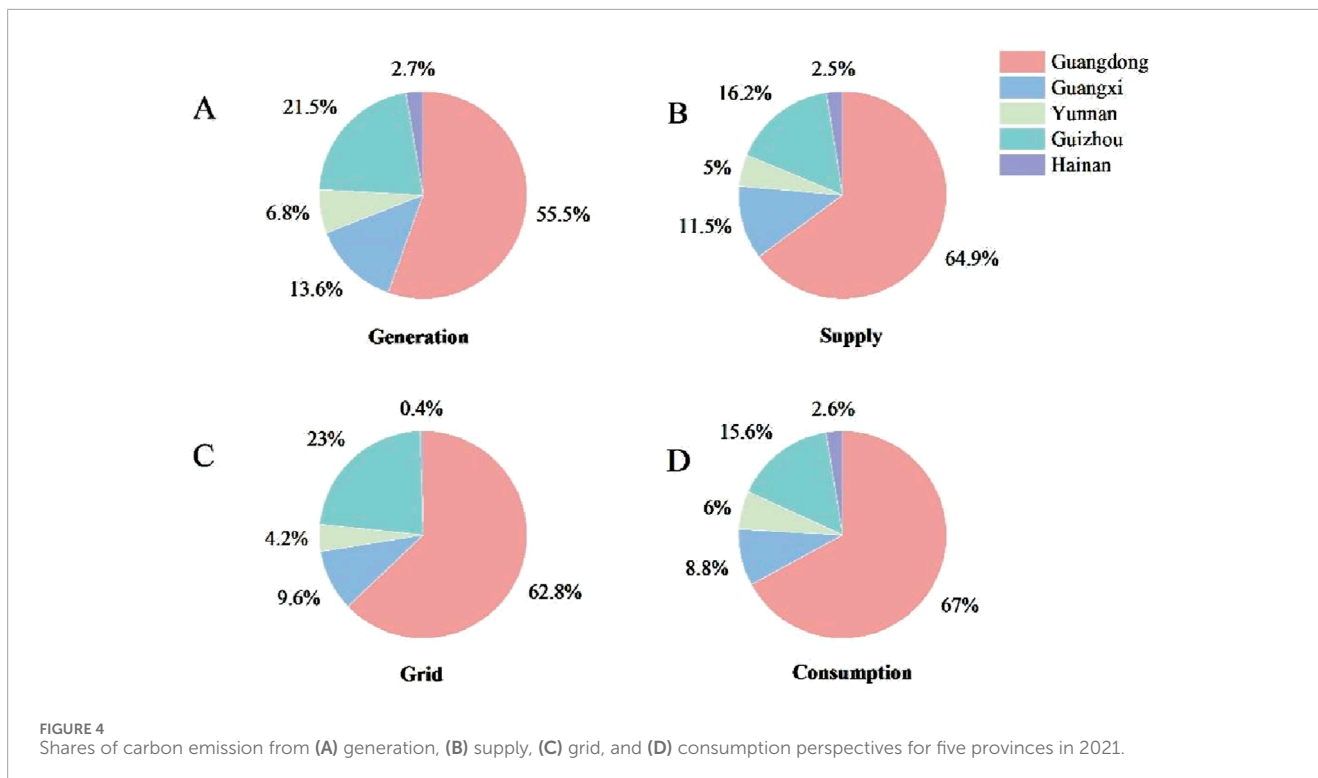 A
2.7%
21.5%
6.8%
13.6%
55.5%
Generation
B
2.5%
16.2%
5%
11.5%
64.9%
Supply
Guangdong
Guangxi
Yunnan
Guizhou
Hainan
C
0.4%
23%
4.2%
9.6%
62.8%
Grid
D
2.6%
15.6%
6%
8.8%
67%
Consumption
FIGURE 4
Shares of carbon emission from (A) generation, (B) supply, (C) grid, and (D) consumption perspectives for five provinces in 2021.